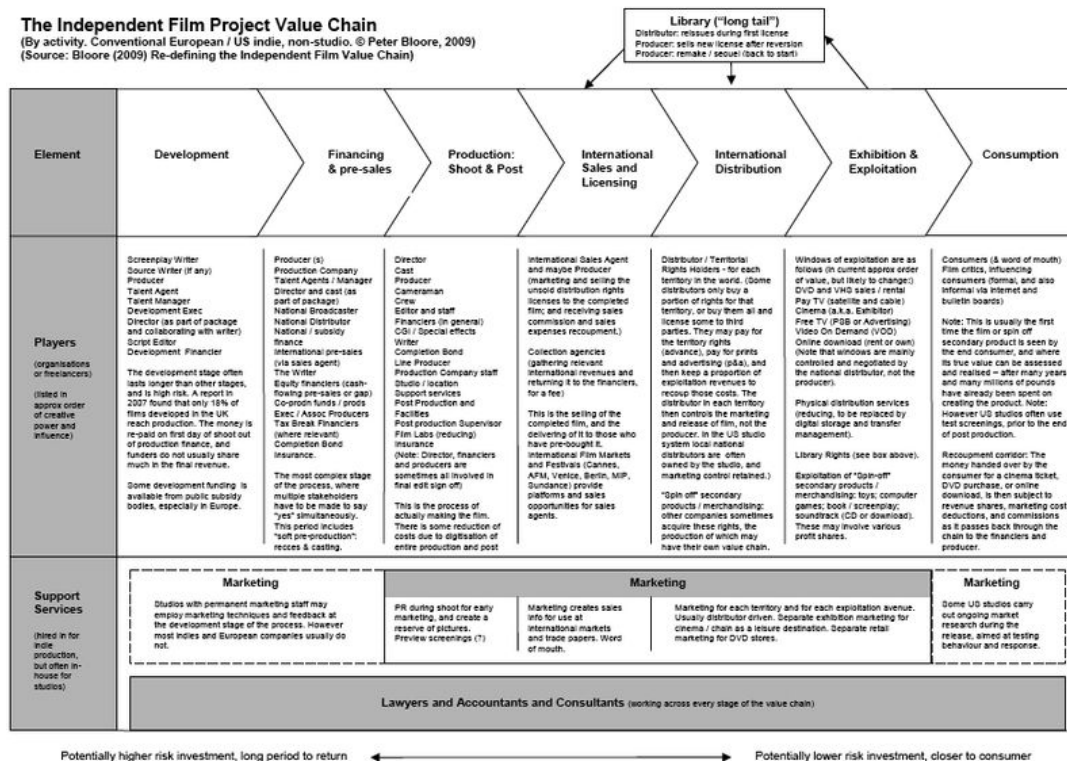 The Independent Film Project Value Chain
(By activity. Conventional European / US indie, non-studio. © Peter Bloore, 2009)
(Source: Bloore (2009) Re-defining the Independent Film Value Chain)
Library ("long tail")
Distributor: reissues during first license
Producer: sells new license after reversion
Producer: remake / sequel (back to start)
Element
Development
Financing
& pre-sales
Production:
Shoot & Post
International
Sales and
Licensing
International
Distribution
Exhibition &
Exploitation
Consumption
Players
(organisations
or freelancers)
(listed in
approx order
of creative
power and
influence)
Screenplay Writer
Source Writer (if any)
Producer
Talent Agent
Talent Manager
Development Exec
Director (as part of package
and collaborating with writer)
Script Editor
Development Financier
The development stage often
lasts longer than other stages,
and is high risk. A report in
2007 found that only 18% of
films developed in the UK
reach production. The money is
re-paid on first day of shoot out
of production finance, and
funders do not usually share
much in the final revenue.
Some development funding is
available from public subsidy
bodies, especially in Europe.
Producer (s)
Production Company
Talent Agents / Manager
Director and cast (as
part of package)
National Broadcaster
National Distributor
National / subsidy
finance
International pre-sales
(via sales agent)
The Writer
Equity financiers (cash-
flowing pre-sales or gap)
Co-prodn funds / prods
Exec / Assoc Producers
Tax Break Financiers
(where relevant)
Completion Bond
Insurance.
The most complex stage
of the process, where
multiple stakeholders
have to be made to say
"yes" simultaneously.
This period includes
"soft pre-production":
recces & casting.
Director
Cast
Producer
Cameraman
Crew
Editor and staff
Financiers (in general)
CGI / Special effects
Writer
Completion Bond
Line Producer
Production Company staff
Studio / location
Support services
Post Production and
Facilities
Post production Supervisor
Film Labs (reducing)
Insurance
(Note: Director, financiers
and producers are
sometimes all involved in
final edit sign off)
This is the process of
actually making the film.
There is some reduction of
costs due to digitisation of
entire production and post
International Sales Agent
and maybe Producer
(marketing and selling the
unsold distribution rights
licenses to the completed
film; and receiving sales
commission and sales
expenses recoupment.)
Collection agencies
(gathering relevant
international revenues and
returning it to the financiers,
for a fee)
This is the selling of the
completed film, and the
delivering of it to those who
have pre-bought it.
International Film Markets
and Festivals (Cannes,
AFM, Venice, Berlin, MIP,
Sundance) provide
platforms and sales
opportunities for sales
agents.
Distributor / Territorial
Rights Holders - for each
territory in the world. (Some
distributors only buy a
portion of rights for that
territory, or buy them all and
license some to third
parties. They may pay for
the territory rights
(advance), pay for prints
and advertising (p&a), and
then keep a proportion of
exploitation revenues to
recoup those costs. The
distributor in each territory
then controls the marketing
and release of film, not the
producer. In the US studio
system local national
distributors are often
owned by the studio, and
marketing control retained.)
"Spin off" secondary
products / merchandising:
other companies sometimes
acquire these rights, the
production of which may
have their own value chain.
Windows of exploitation are as
follows (in current approx order
of value, but likely to change:)
DVD and VHS sales / rental
Pay TV (satellite and cable)
Cinema (a.k.a. Exhibitor)
Free TV (PSB or Advertising)
Video On Demand (VOD)
Online download (rent or own)
(Note that windows are mainly
controlled and negotiated by
the national distributor, not
the producer).
Physical distribution services
(reducing, to be replaced by
digital storage and transfer
management).
Library Rights (see box above).
Exploitation of "Spin-off"
secondary products /
merchandising: toys; computer
games; book / screenplay;
soundtrack (CD or download).
These may involve various
profit shares.
Consumers (& word of mouth)
Film critics, influencing
consumers (formal, and also
informal via internet and
bulletin boards)
Note: This is usually the first
time the film or spin off
secondary product is seen by
the end consumer, and where
its true value can be assessed
and realised – after many years
and many millions of pounds
have already been spent on
creating the product. Note:
However US studios often use
test screenings, prior to the end
of post production.
Recoupment corridor: The
money handed over by the
consumer for a cinema ticket,
DVD purchase, or online
download, is then subject to
revenue shares, marketing cost
deductions, and commissions
as it passes back through the
chain to the financiers and
producer.
Support
Services
(hired in for
indie
production,
but often in-
house for
studios)
Marketing
Studios with permanent marketing staff may
employ marketing techniques and feedback at
the development stage of the process. However
most indies and European companies usually do
not.
Marketing
PR during shoot for early
marketing, and create a
reserve of pictures.
Preview screenings (?)
Marketing creates sales
info for use at
international markets
and trade papers. Word
of mouth.
Marketing for each territory and for each exploitation avenue.
Usually distributor driven. Separate exhibition marketing for
cinema / chain as a leisure destination. Separate retail
marketing for DVD stores.
Marketing
Some US studios carry
out ongoing market
research during the
release, aimed at testing
behaviour and response.
Lawyers and Accountants and Consultants (working across every stage of the value chain)
Potentially higher risk investment, long period to return
Potentially lower risk investment, closer to consumer